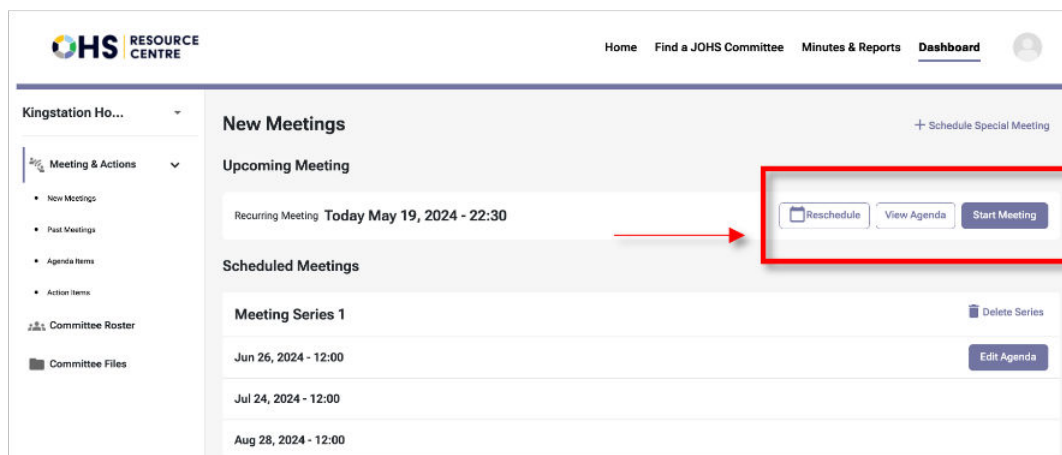 OHS RESOURCE CENTRE
Home Find a JOHS Committee Minutes & Reports Dashboard
Kingstation Ho...
Meeting & Actions
New Meetings
Past Meetings
Agenda Items
Action Items
Committee Roster
Committee Files
New Meetings
+ Schedule Special Meeting
Upcoming Meeting
Recurring Meeting Today May 19, 2024 - 22:30
Reschedule View Agenda Start Meeting
Scheduled Meetings
Meeting Series 1
Delete Series
Jun 26, 2024 - 12:00
Edit Agenda
Jul 24, 2024 - 12:00
Aug 28, 2024 - 12:00